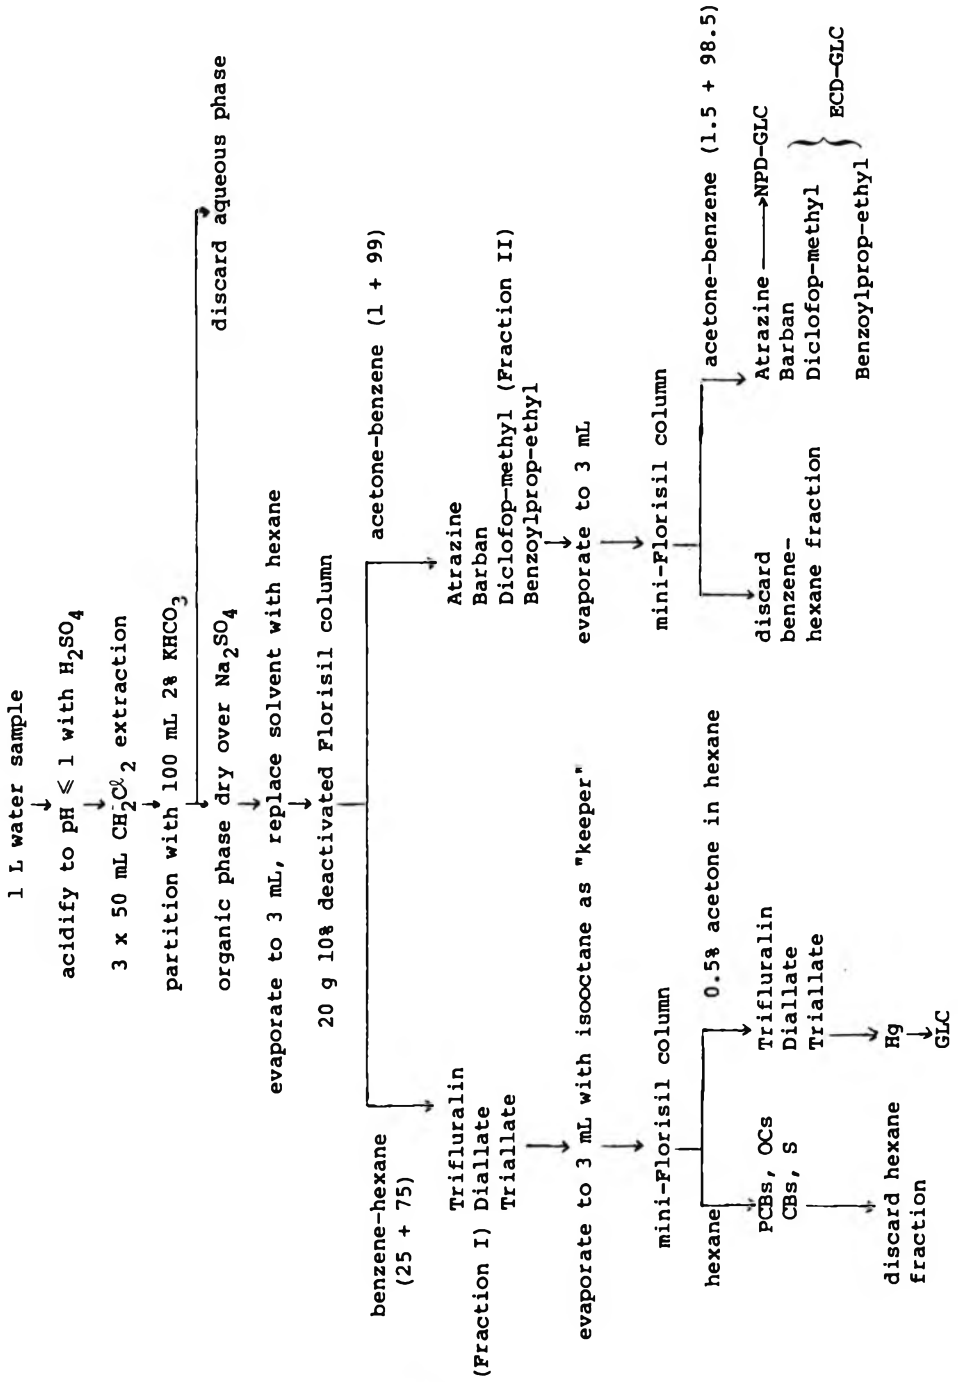 1 L water sample
acidify to pH ⩽ 1 with H₂SO₄
3 x 50 mL CH₂Cl₂ extraction
partition with 100 mL 2% KHCO₃
discard aqueous phase
organic phase dry over Na₂SO₄
evaporate to 3 mL, replace solvent with hexane
20 g 10% deactivated Florisil column
benzene-hexane
(25 + 75)
Trifluralin
(Fraction I) Diallate
Triallate
evaporate to 3 mL with isooctane as "keeper"
mini-Florisil column
hexane
0.5% acetone in hexane
PCBs, OCs
CBs, S
discard hexane
fraction
Trifluralin
Diallate
Triallate
Hg
GLC
acetone-benzene (1 + 99)
Atrazine
Barban
Diclofop-methyl (Fraction II)
Benzoylprop-ethyl
evaporate to 3 mL
mini-Florisil column
acetone-benzene (1.5 + 98.5)
discard
benzene-
hexane fraction
Atrazine NPD-GLC
Barban
Diclofop-methyl
Benzoylprop-ethyl
ECD-GLC